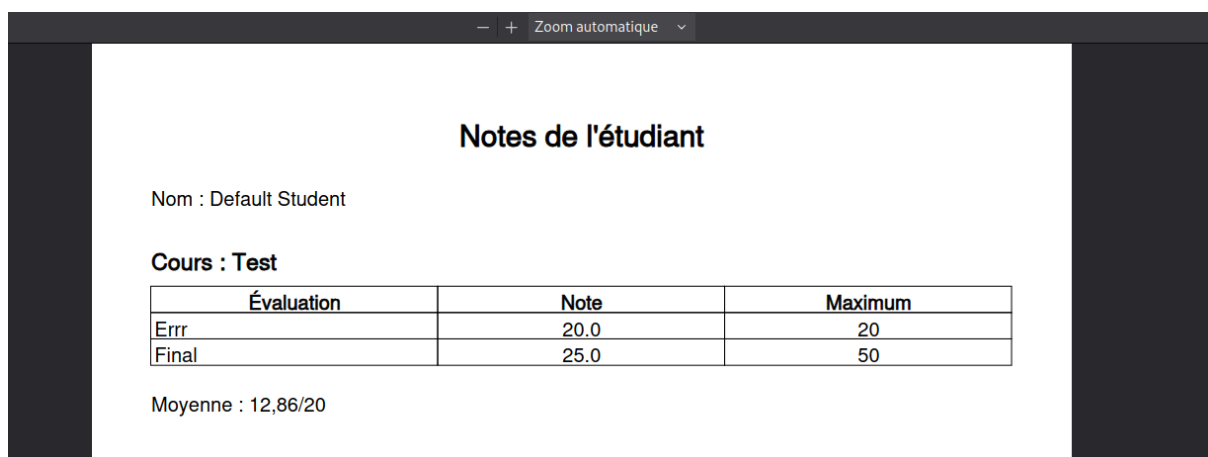 − + Zoom automatique
Notes de l'étudiant
Nom : Default Student
Cours : Test
Évaluation Note Maximum
Errr 20.0 20
Final 25.0 50
Moyenne : 12,86/20